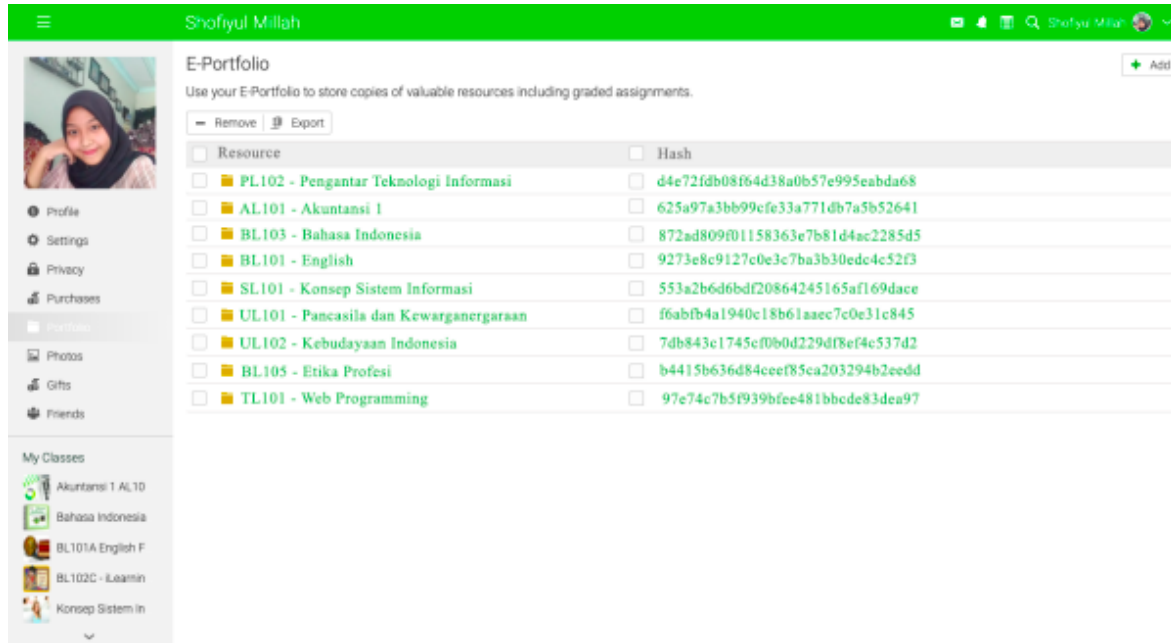 Shofiyul Millah
Shofiyul Millah
E-Portfolio
+ Add
Use your E-Portfolio to store copies of valuable resources including graded assignments.
Remove Export
Resource Hash
PL102 - Pengantar Teknologi Informasi d4e72fdb08f64d38a0b57e995eabda68
AL101 - Akuntansi 1 625a97a3bb99cfe33a771db7a5b52641
BL103 - Bahasa Indonesia 872ad809f01158363e7b81d4ac2285d5
BL101 - English 9273e8c9127c0e3c7ba3b30edc4c52f3
SL101 - Konsep Sistem Informasi 553a2b6d6bdf20864245165af169dace
UL101 - Pancasila dan Kewarganergaraan f6abfb4a1940c18b61aaec7c0e31c845
UL102 - Kebudayaan Indonesia 7db843c1745cf0b0d229df8ef4c537d2
BL105 - Etika Profesi b4415b636d84ceef85ca203294b2eedd
TL101 - Web Programming 97e74c7b5f939bfee481bbcde83dea97
Profile
Settings
Privacy
Purchases
Portfolio
Photos
Gifts
Friends
My Classes
Akuntansi 1 AL10
Bahasa Indonesia
BL101A English F
BL102C - iLearnin
Konsep Sistem In